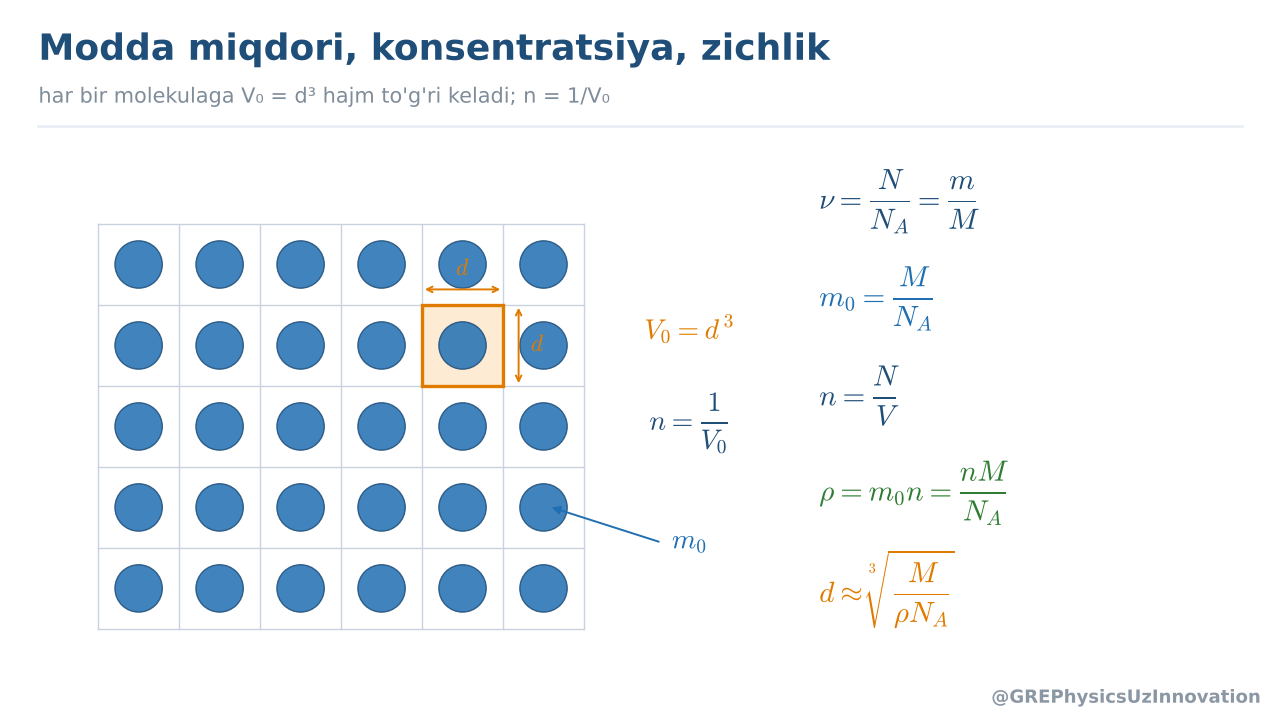 Modda miqdori, konsentratsiya, zichlik
har bir molekulaga V₀ = d³ hajm to'g'ri keladi; n = 1/V₀
d
d
V₀ = d³
n = 1/V₀
m₀
ν = N/N_A = m/M
m₀ = M/N_A
n = N/V
ρ = m₀n = nM/N_A
d ≈ ∛(M/(ρN_A))
@GREPhysicsUzInnovation